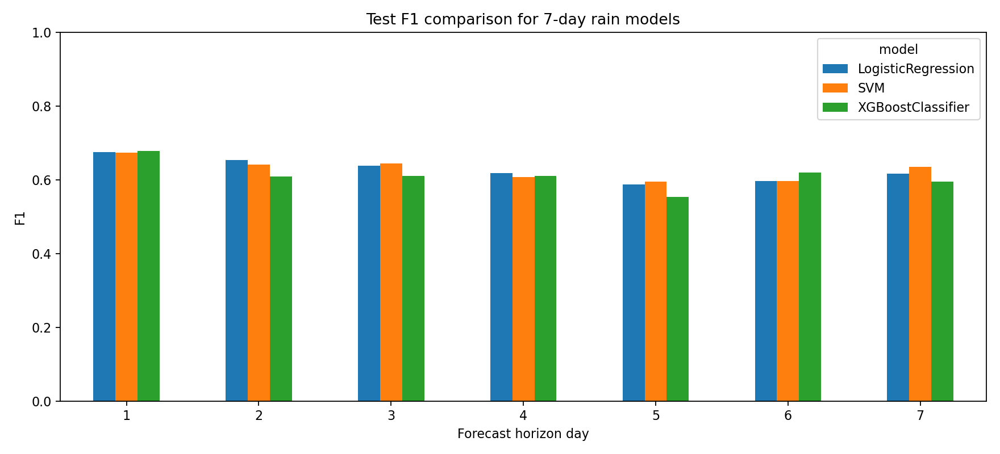 Test F1 comparison for 7-day rain models
1.0
0.8
0.6
0.4
0.2
0.0
F1
model
LogisticRegression
SVM
XGBoostClassifier
1 2 3 4 5 6 7
Forecast horizon day